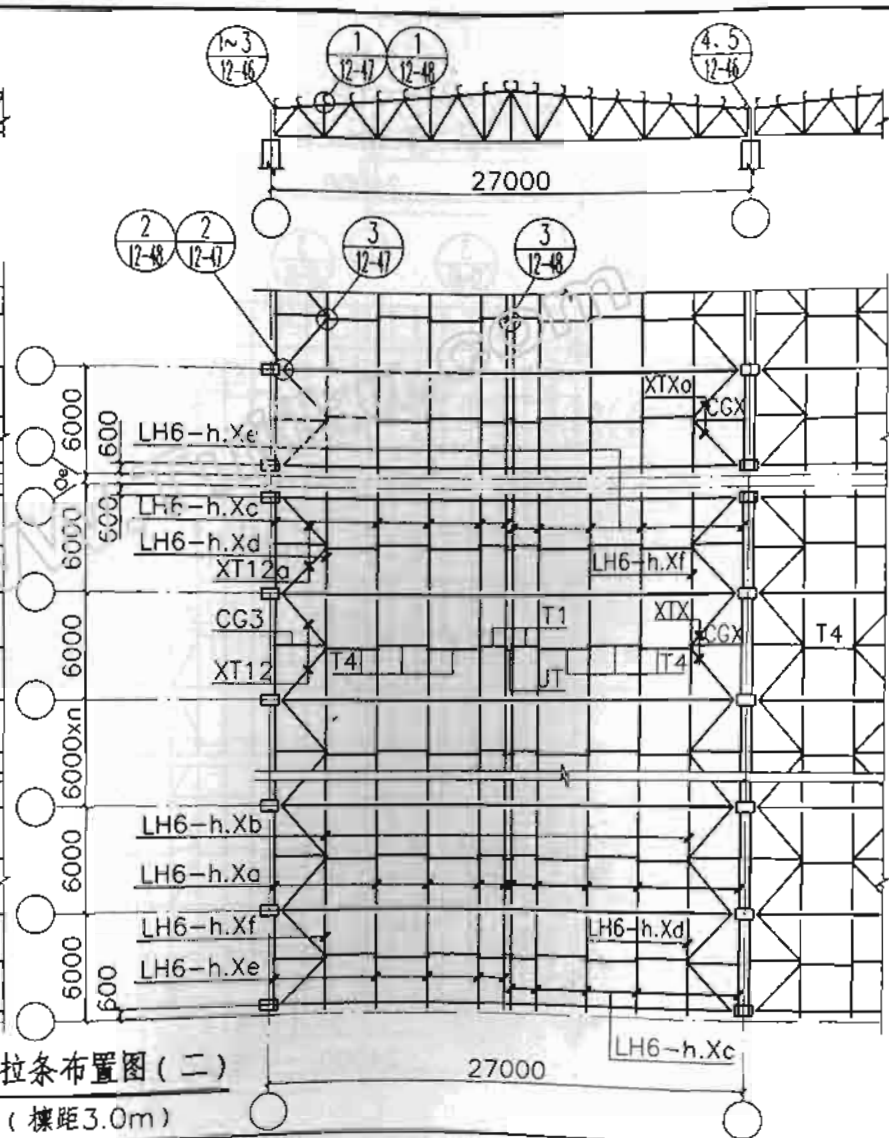 1~3
12-46
1
12-47
1
12-48
4、5
12-46
27000
2
12-48
2
12-47
3
12-47
3
12-48
XTXa
CGX
6000
600
LH6-h.Xe
600
LH6-h.Xc
6000
LH6-h.Xd
XT12a
LH6-h.Xf
CG3
T1
XTX
CGX
T4
6000
XT12
T4
T4
JT
6000xn
LH6-h.Xb
6000
LH6-h.Xa
LH6-h.Xf
LH6-h.Xd
6000
LH6-h.Xe
600
LH6-h.Xc
拉条布置图(二)
27000
(檩距3.0m)